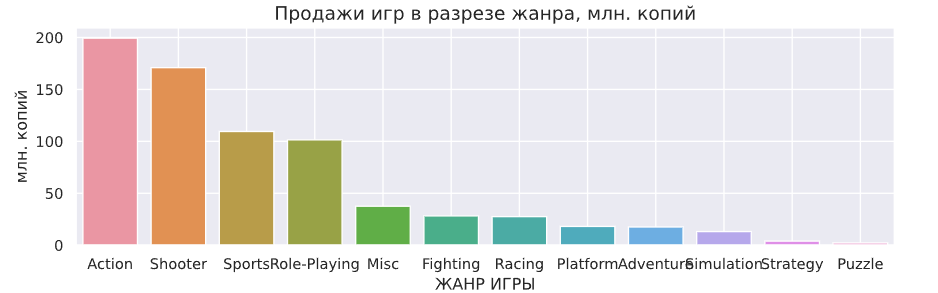 Продажи игр в разрезе жанра, млн. копий
млн. копий
200
150
100
50
0
Action Shooter Sports Role-Playing Misc Fighting Racing Platform Adventure Simulation Strategy Puzzle
ЖАНР ИГРЫ